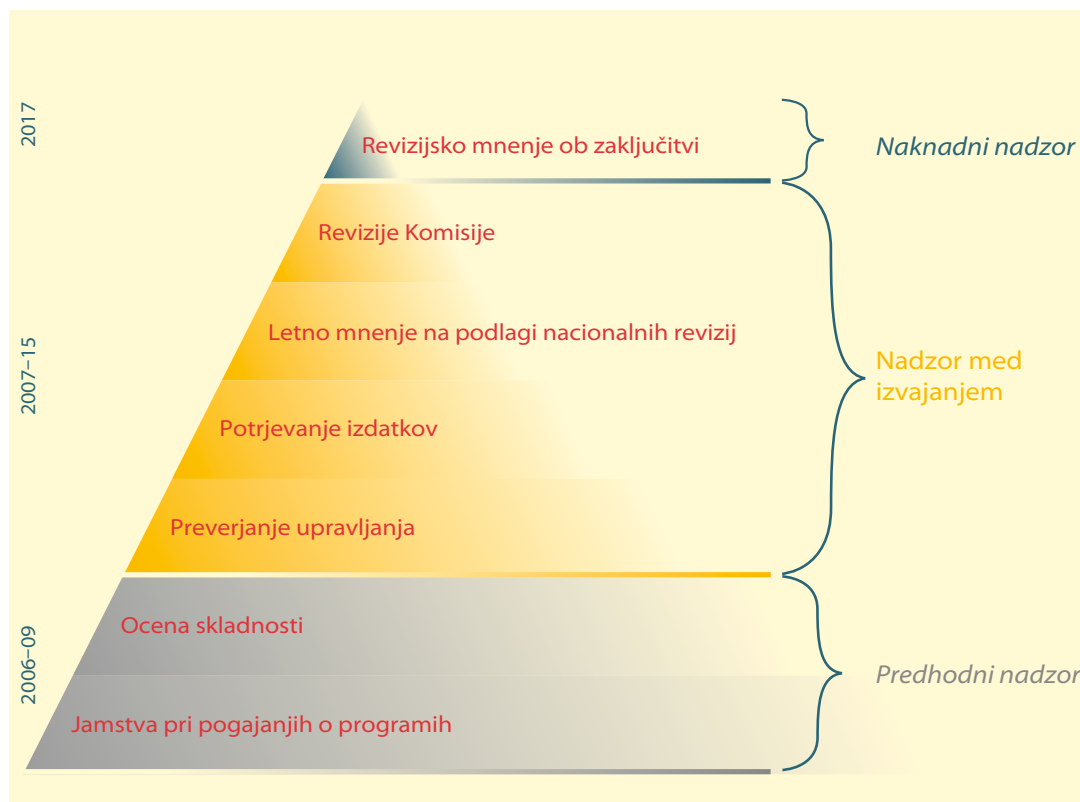 2017
Revizijsko mnenje ob zaključitvi
Naknadni nadzor
Revizije Komisije
2007–15
Letno mnenje na podlagi nacionalnih revizij
Nadzor med
izvajanjem
Potrjevanje izdatkov
Preverjanje upravljanja
2006–09
Ocena skladnosti
Predhodni nadzor
Jamstva pri pogajanjih o programih